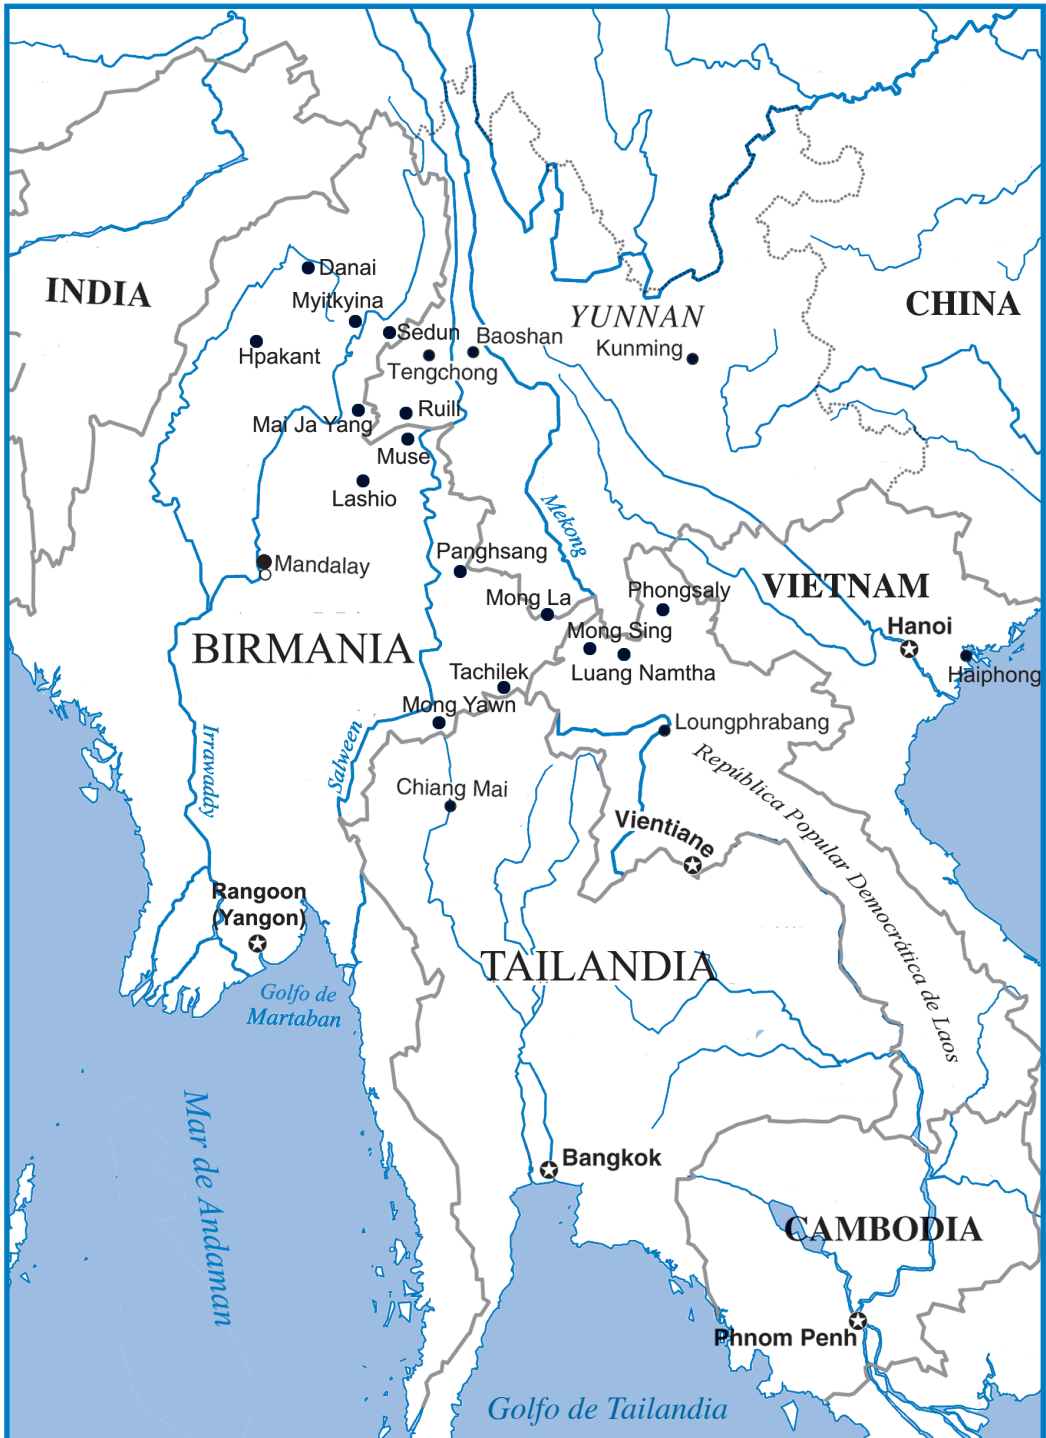 INDIA
Danai
Myitkyina
Sedun
Hpakant
Tengchong
Baoshan
YUNNAN
Kunming
CHINA
Mai Ja Yang
Ruili
Muse
Lashio
Mekong
Mandalay
Panghsang
Mong La
Phongsaly
VIETNAM
Hanoi
Haiphong
BIRMANIA
Mong Sing
Luang Namtha
Tachilek
Mong Yawn
Loungphrabang
Irrawaddy
Salween
Chiang Mai
Vientiane
República Popular Democrática de Laos
Rangoon
(Yangon)
TAILANDIA
Golfo de
Martaban
Mar de Andaman
Bangkok
CAMBODIA
Phnom Penh
Golfo de Tailandia